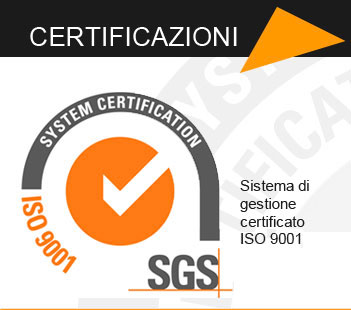 CERTIFICAZIONI
SYSTEM CERTIFICATION
ISO 9001
SGS
Sistema di
gestione
certificato
ISO 9001